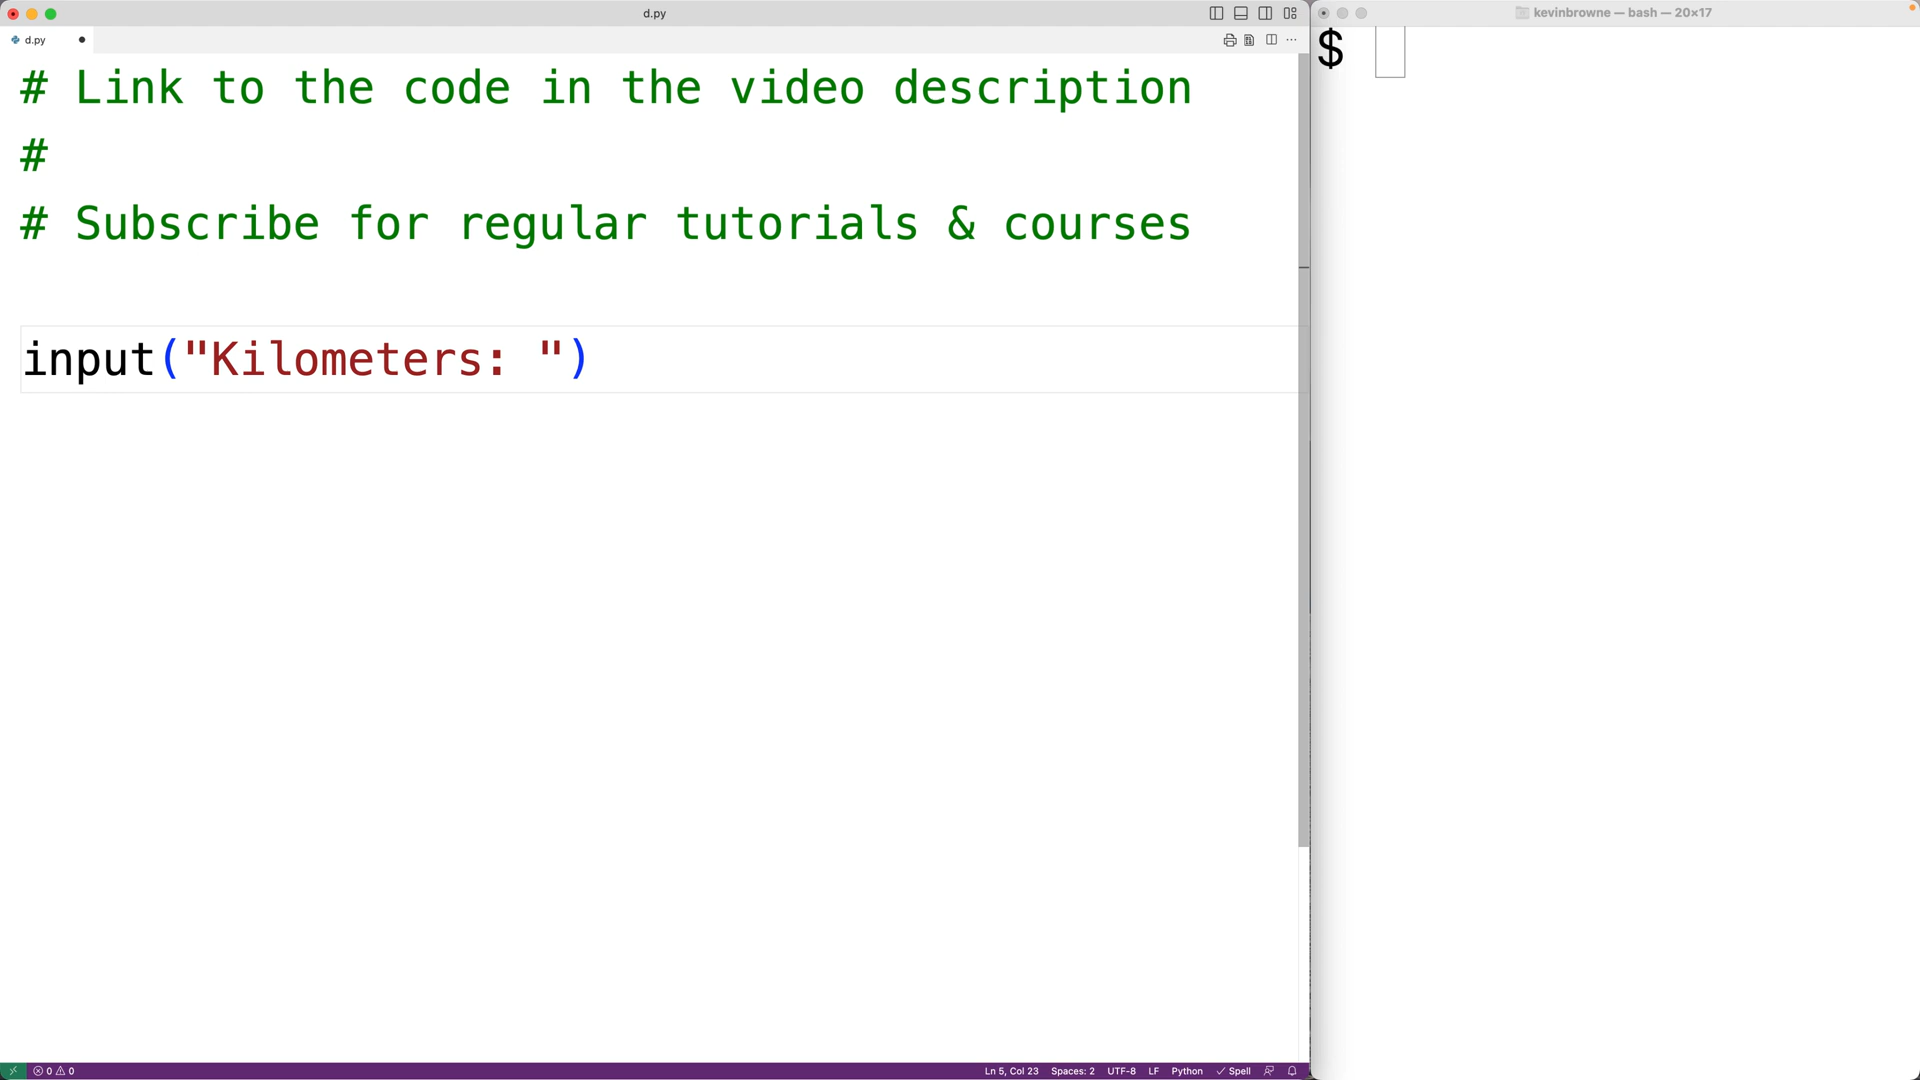 d.py
kevinbrowne — bash — 20×17
d.py
# Link to the code in the video description
#
# Subscribe for regular tutorials & courses
input("Kilometers: ")
$
0 0
Ln 5, Col 23 Spaces: 2 UTF-8 LF Python Spell